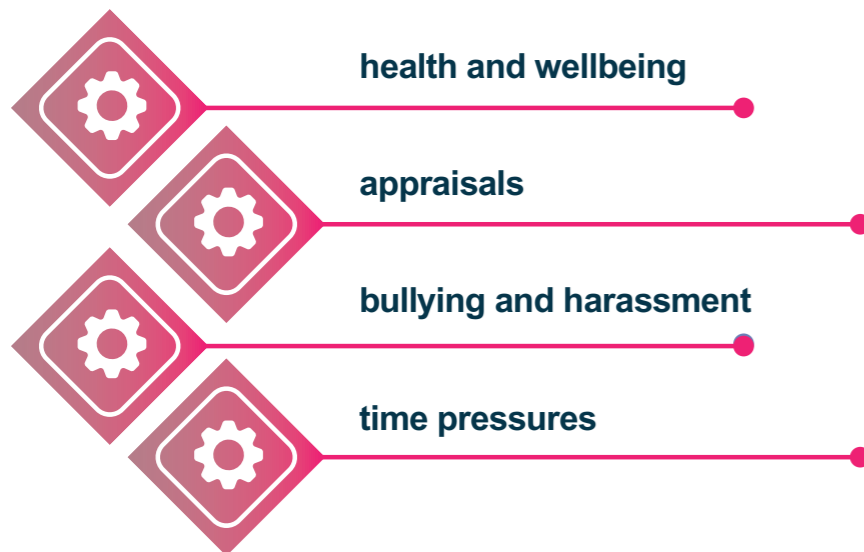 health and wellbeing
appraisals
bullying and harassment
time pressures